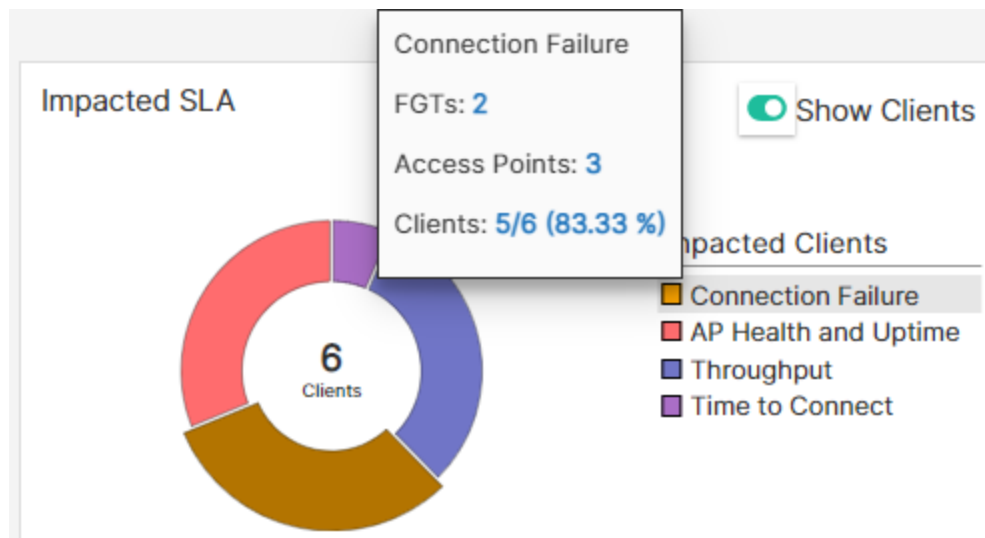 Connection Failure
FGTs: 2
Access Points: 3
Clients: 5/6 (83.33 %)
Impacted SLA
Show Clients
Clients
Connection Failure
AP Health and Uptime
Throughput
Time to Connect
6
Clients